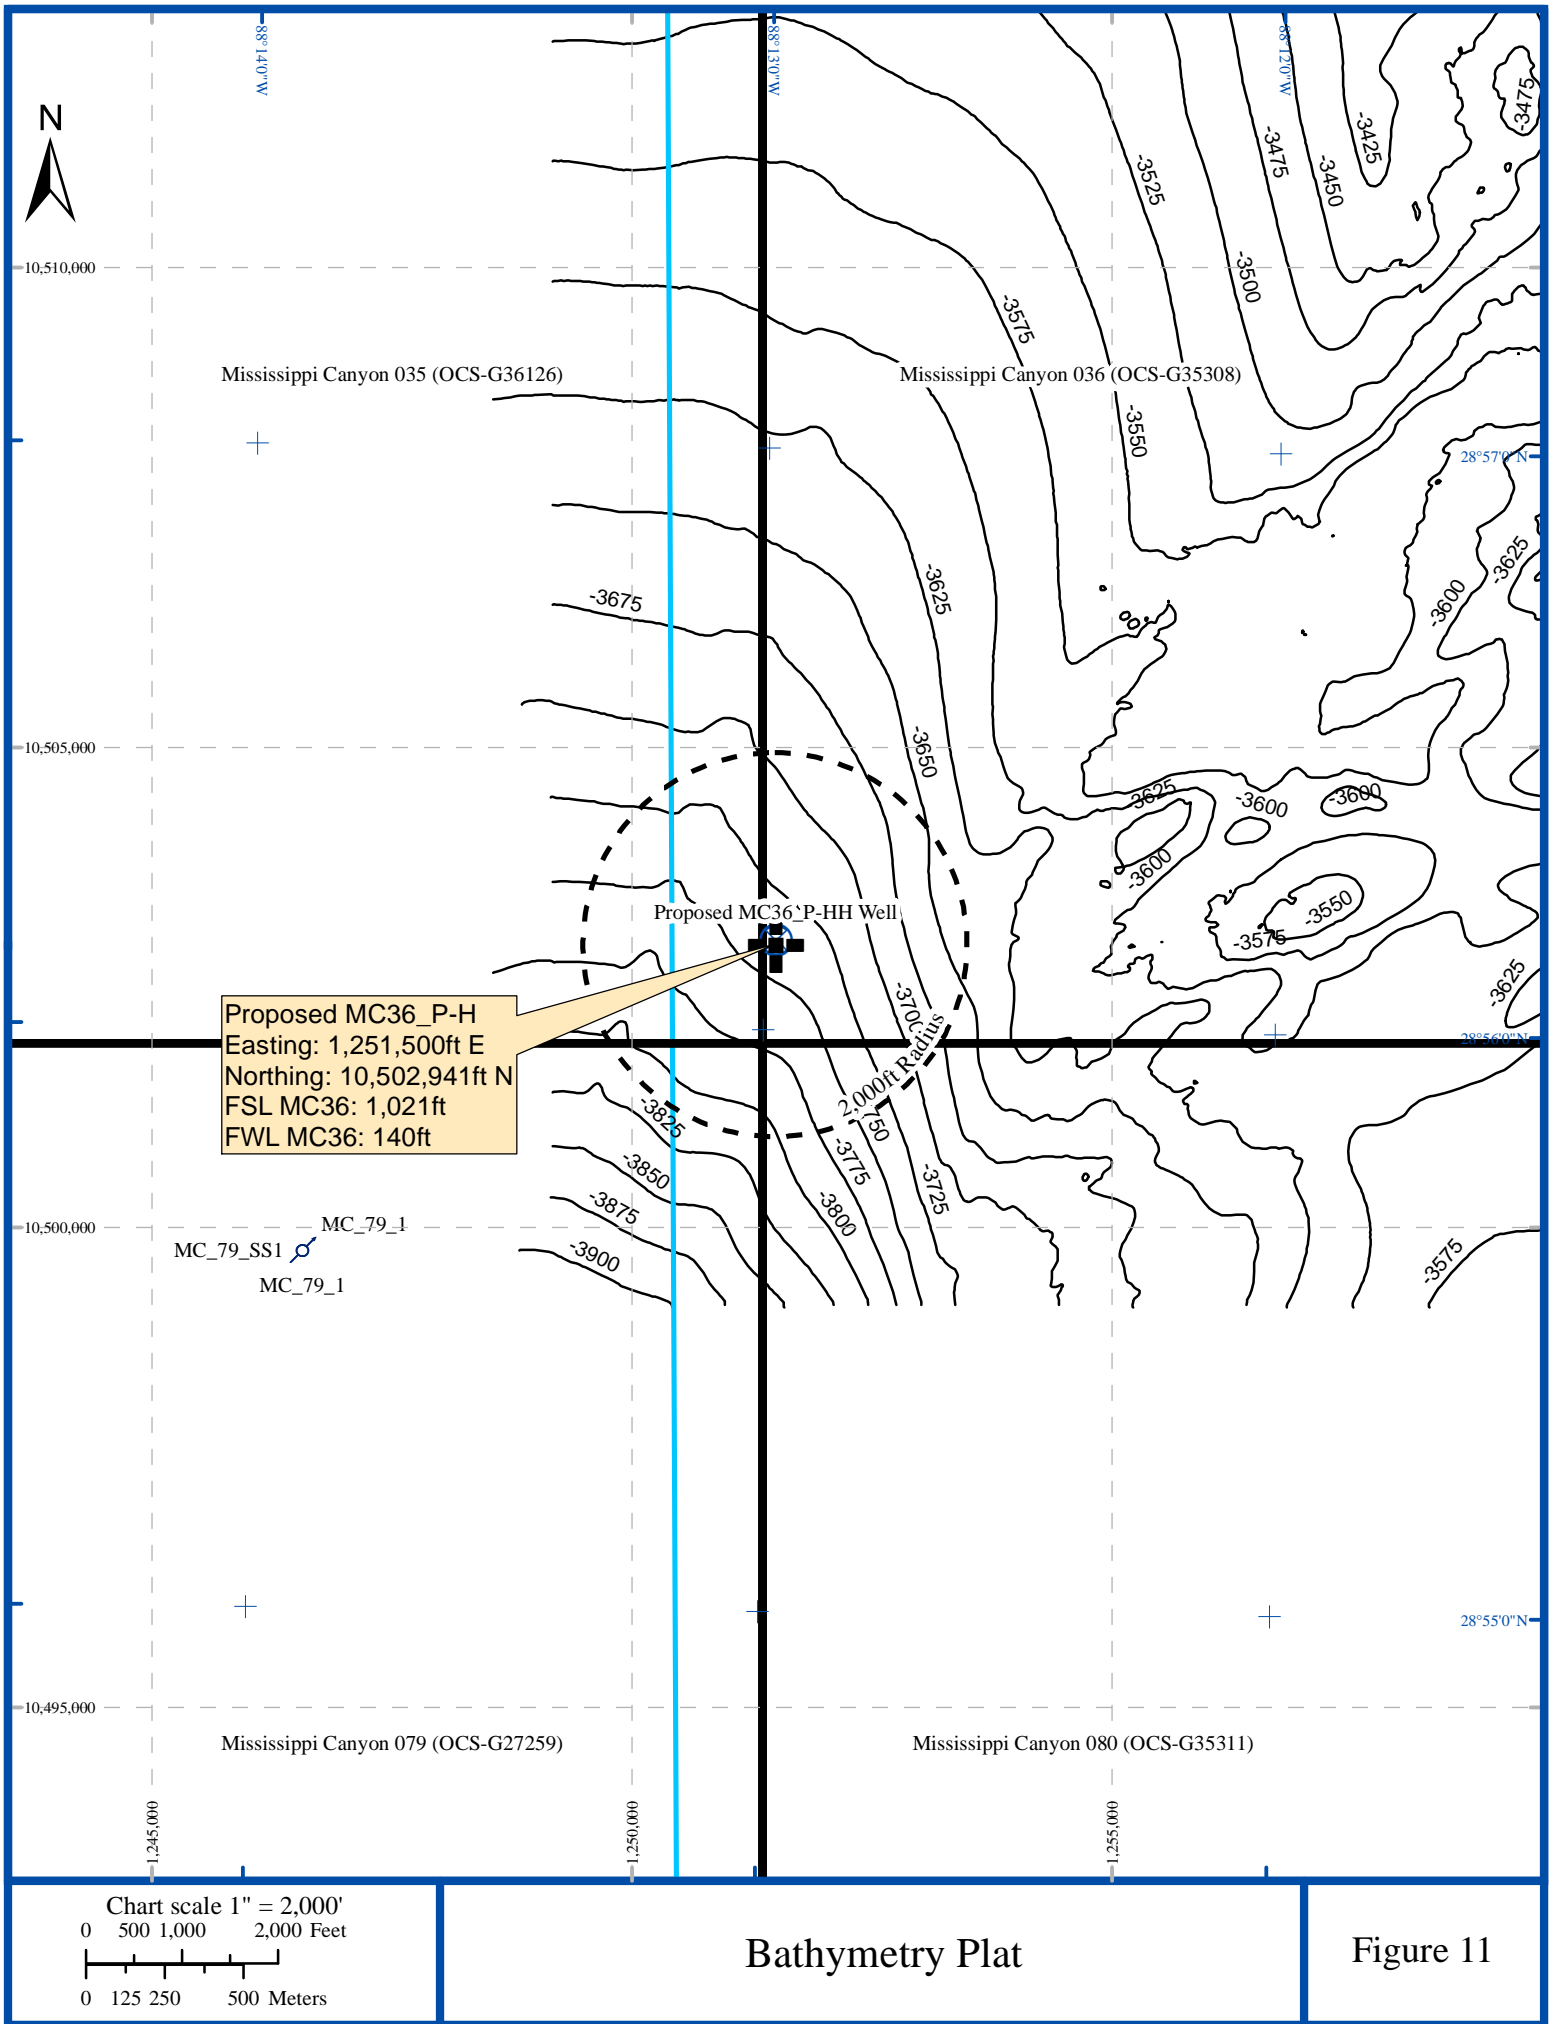 88°14'0"W
88°13'0"W
88°12'0"W
N
-3475
-3425
-3475
-3450
-3525
-3500
10,510,000
-3575
Mississippi Canyon 035 (OCS-G36126)
Mississippi Canyon 036 (OCS-G35308)
-3550
28°57'0"N
-3625
-3625
-3600
-3675
10,505,000
-3650
3625
-3600
-3600
-3600
-3550
-3575
Proposed MC36_P-HH Well
-3625
-3700
28°56'0"N
2,000ft Radius
Proposed MC36_P-H
Easting: 1,251,500ft E
Northing: 10,502,941ft N
FSL MC36: 1,021ft
FWL MC36: 140ft
-3825
750
-3775
-3850
-3725
-3875
-3800
10,500,000
MC_79_1
MC_79_SS1
-3900
-3575
MC_79_1
28°55'0"N
10,495,000
Mississippi Canyon 079 (OCS-G27259)
Mississippi Canyon 080 (OCS-G35311)
1,245,000
1,250,000
1,255,000
Chart scale 1" = 2,000'
0 500 1,000 2,000 Feet
0 125 250 500 Meters
Bathymetry Plat
Figure 11